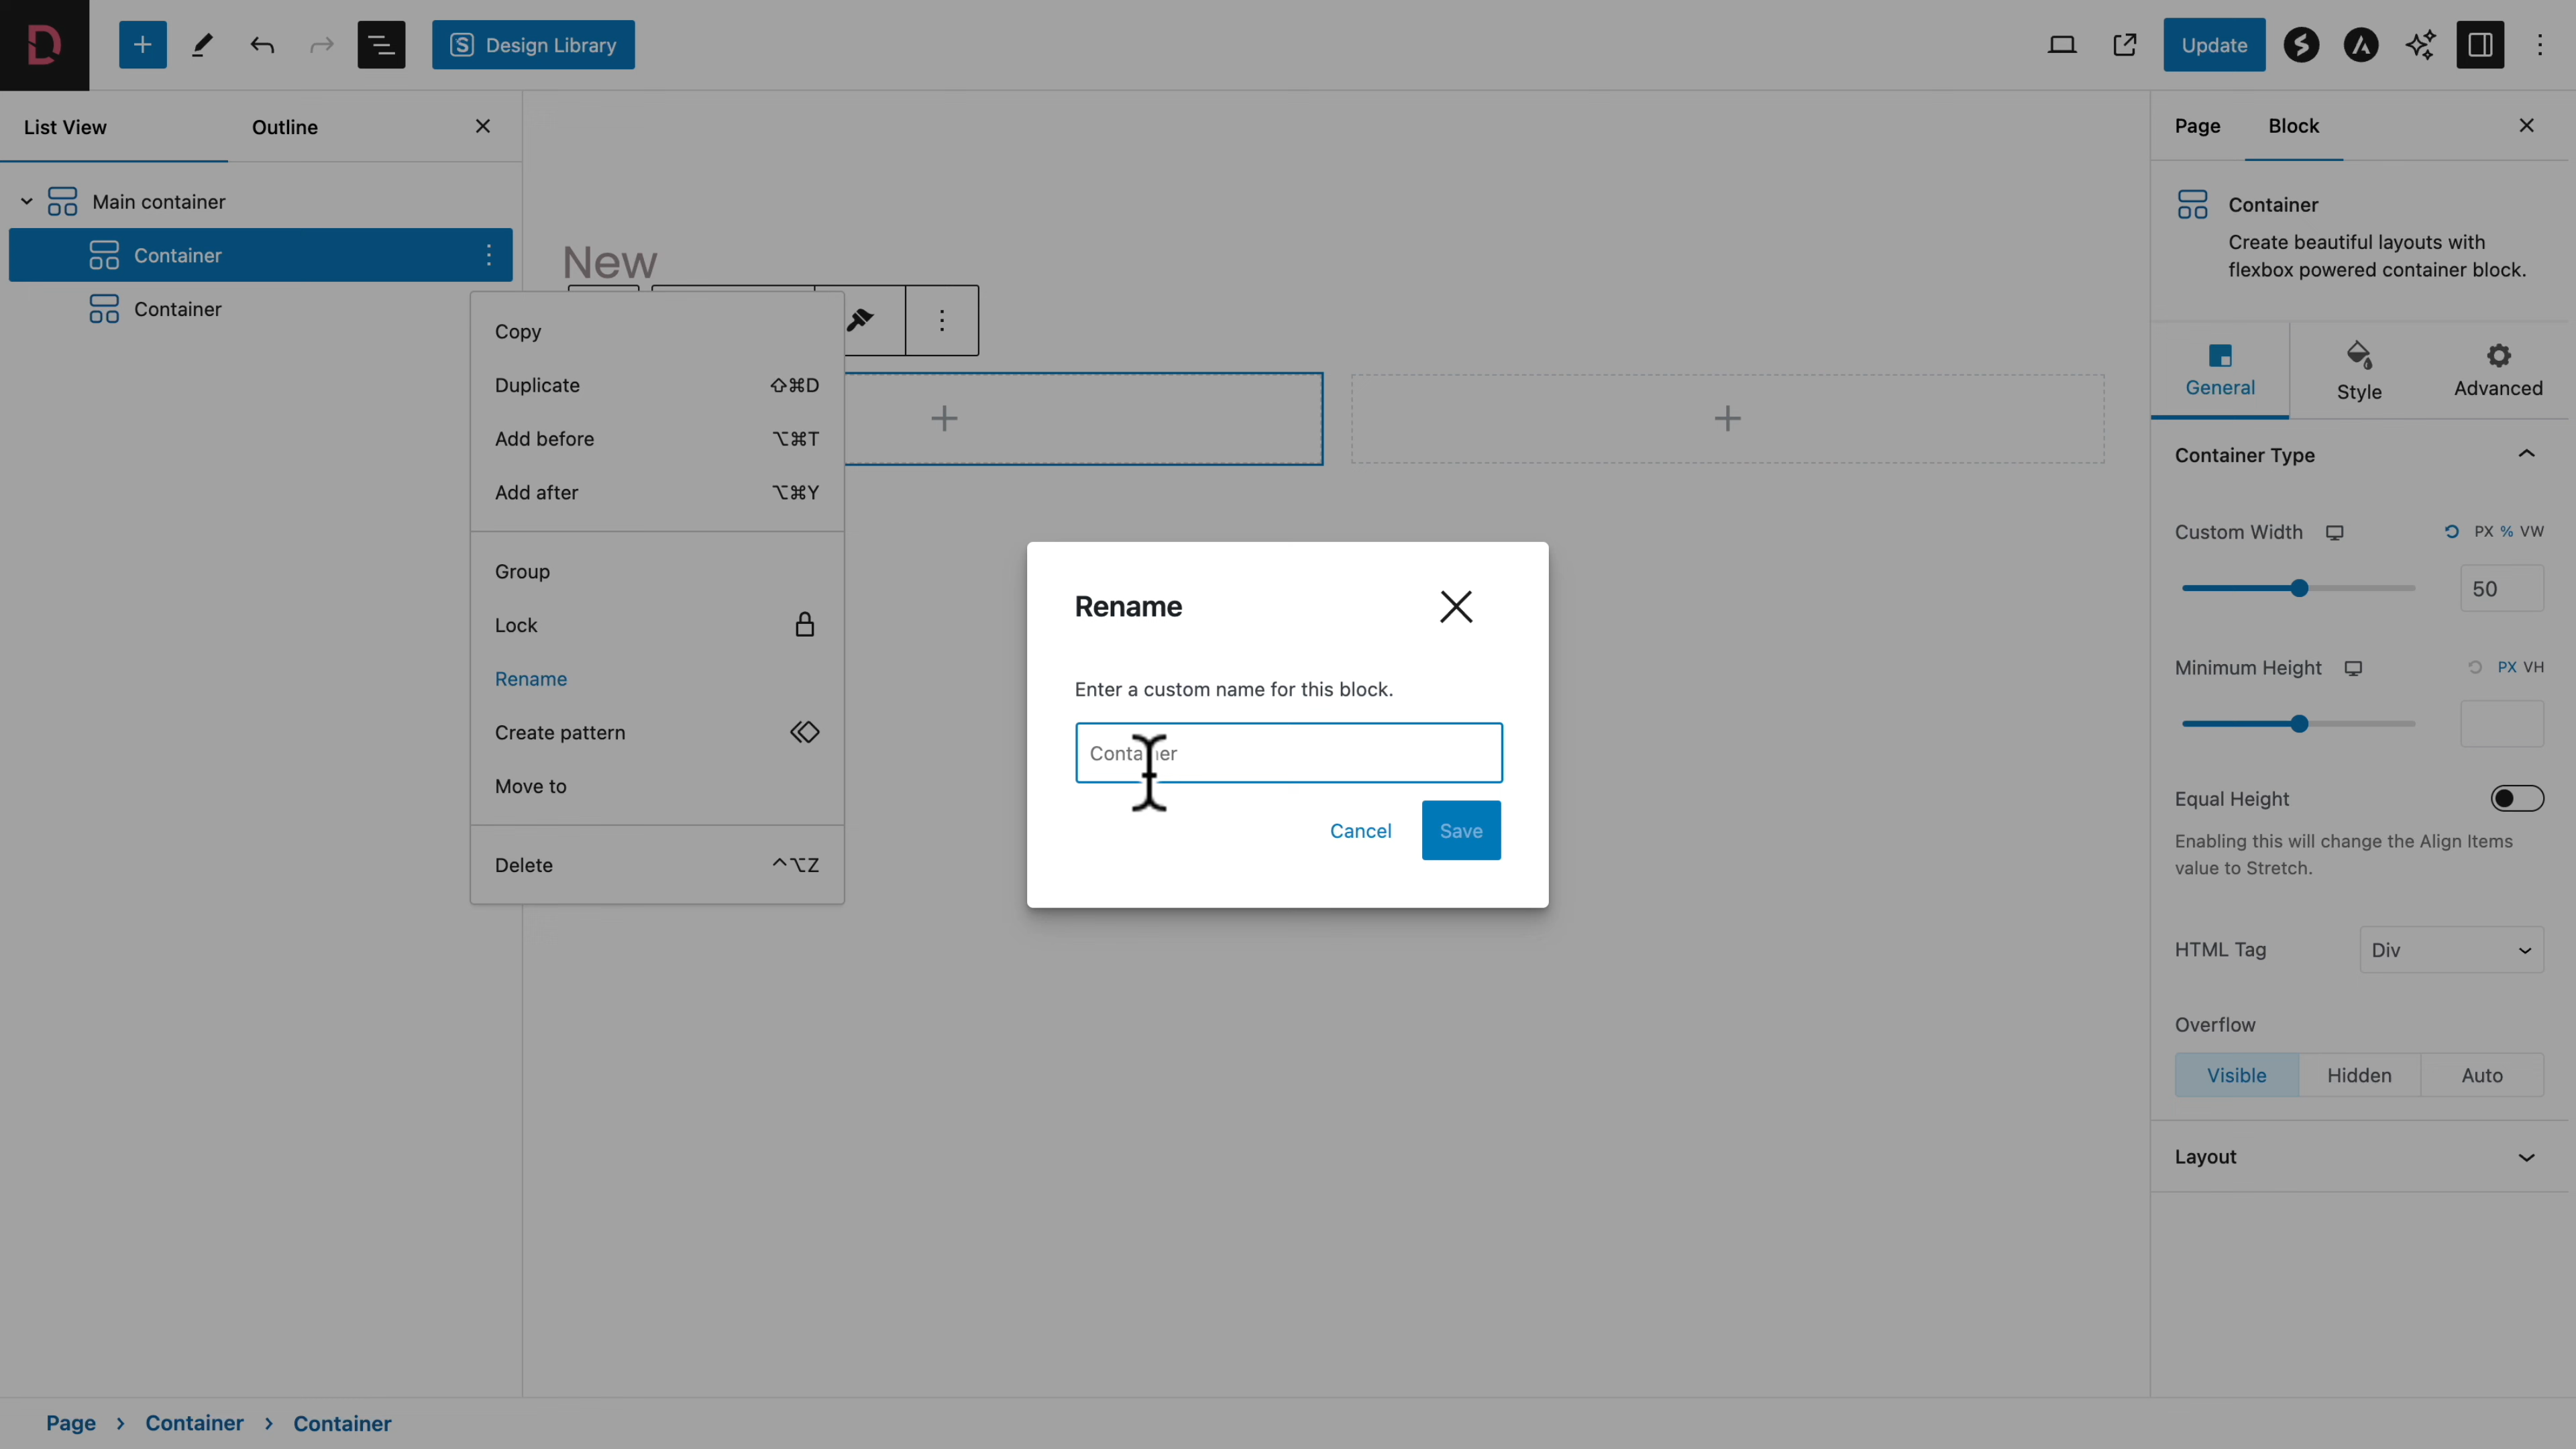 Design Library
Update
List View
Outline
Page
Block
Main container
Container
Container
Container
Create beautiful layouts with
flexbox powered container block.
New
Copy
Duplicate ⇧⌘D
Add before ⌥⌘T
Add after ⌥⌘Y
Group
Lock
Rename
Create pattern
Move to
Delete ⌃⌥Z
Rename
Enter a custom name for this block.
Container
Cancel
Save
General
Style
Advanced
Container Type
Custom Width
PX % VW
50
Minimum Height
PX VH
Equal Height
Enabling this will change the Align Items
value to Stretch.
HTML Tag
Div
Overflow
Visible
Hidden
Auto
Layout
Page › Container › Container